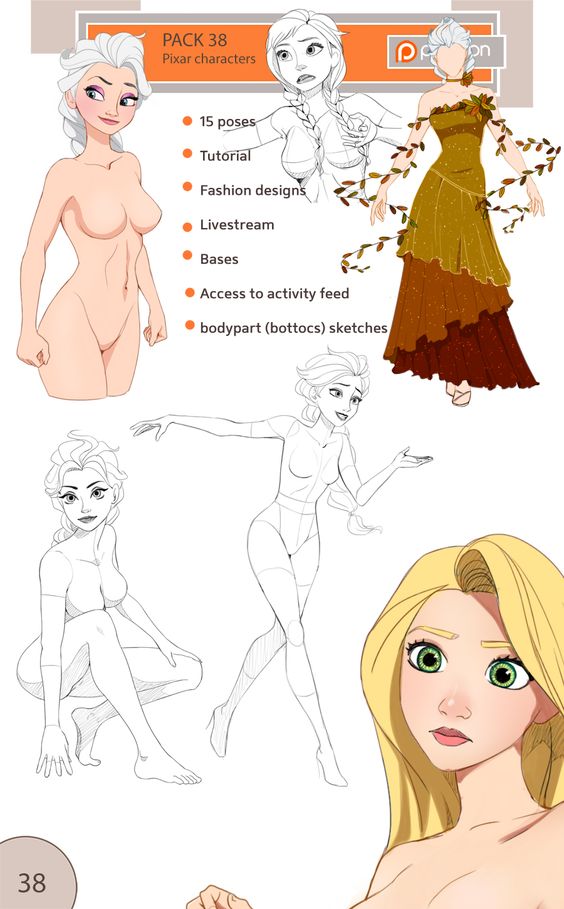 PACK 38
Pixar characters
15 poses
Tutorial
Fashion designs
Livestream
Bases
Access to activity feed
bodypart (bottocs) sketches
38